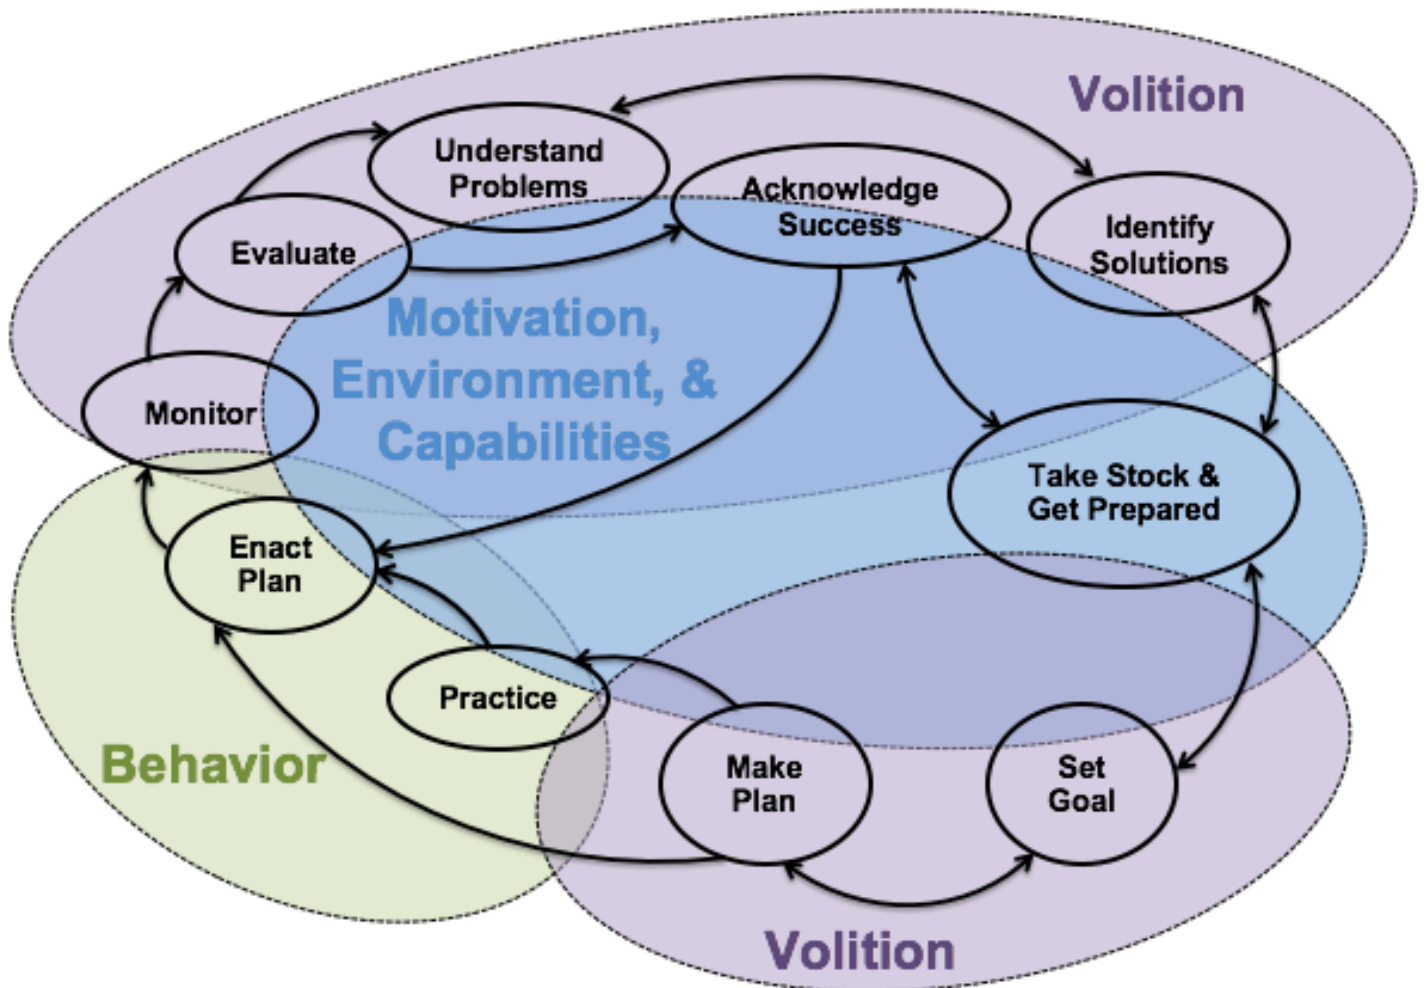 Volition
Understand
Problems
Acknowledge
Success
Identify
Solutions
Evaluate
Motivation,
Environment, &
Capabilities
Monitor
Take Stock &
Get Prepared
Enact
Plan
Practice
Behavior
Make
Plan
Set
Goal
Volition